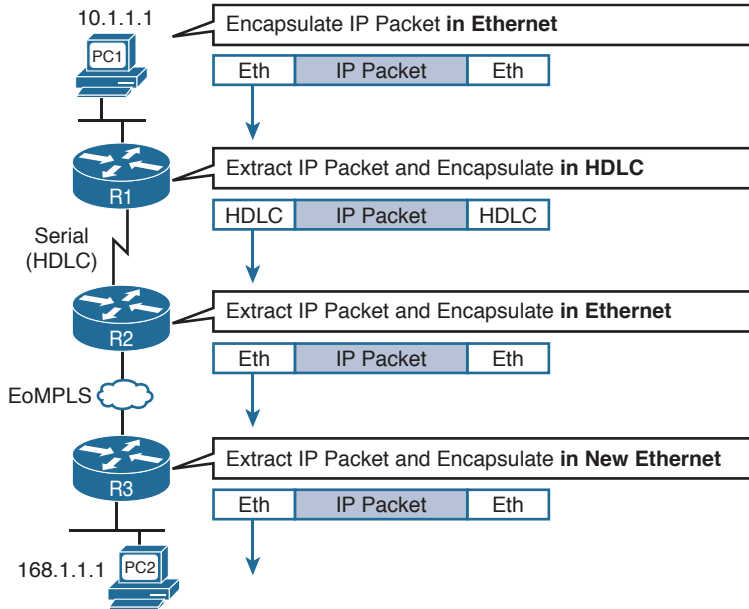 10.1.1.1
PC1
Encapsulate IP Packet in Ethernet
Eth IP Packet Eth
R1
Extract IP Packet and Encapsulate in HDLC
HDLC IP Packet HDLC
Serial
(HDLC)
R2
Extract IP Packet and Encapsulate in Ethernet
Eth IP Packet Eth
EoMPLS
R3
Extract IP Packet and Encapsulate in New Ethernet
Eth IP Packet Eth
168.1.1.1
PC2